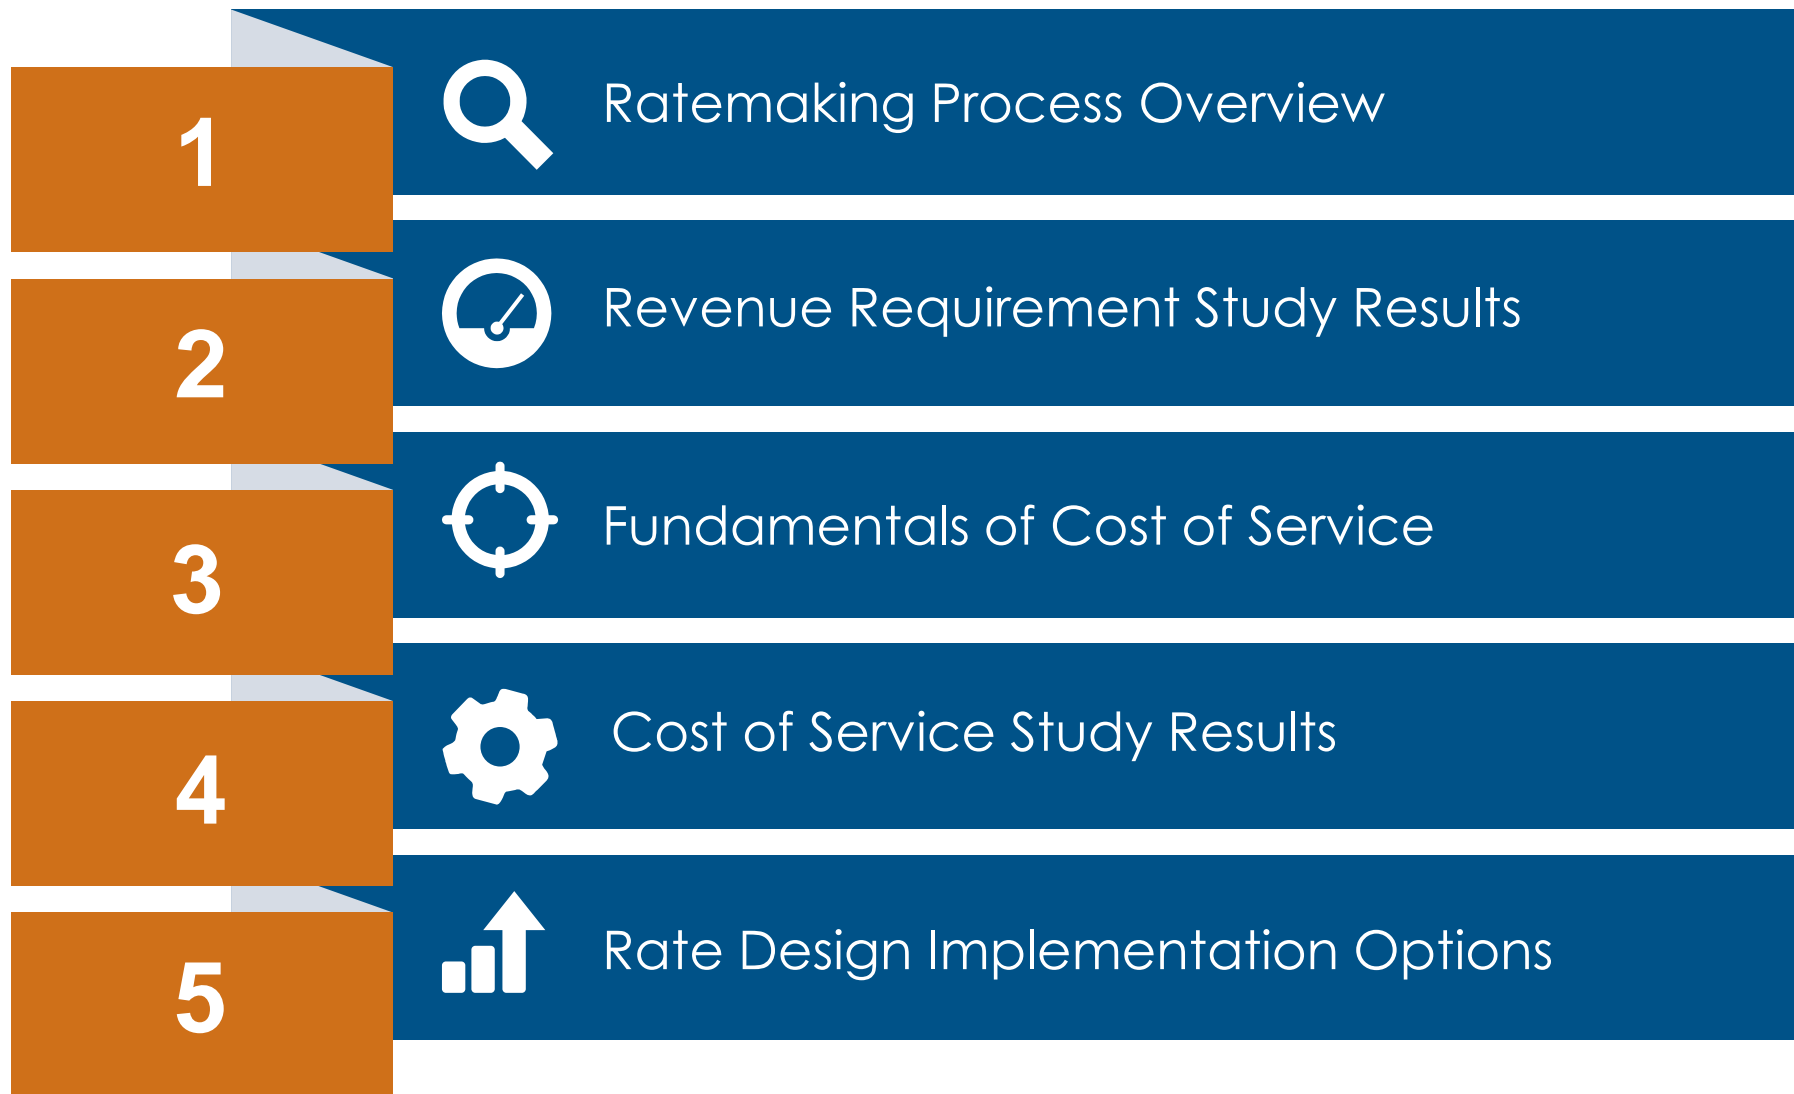 1
Ratemaking Process Overview
2
Revenue Requirement Study Results
3
Fundamentals of Cost of Service
4
Cost of Service Study Results
5
Rate Design Implementation Options